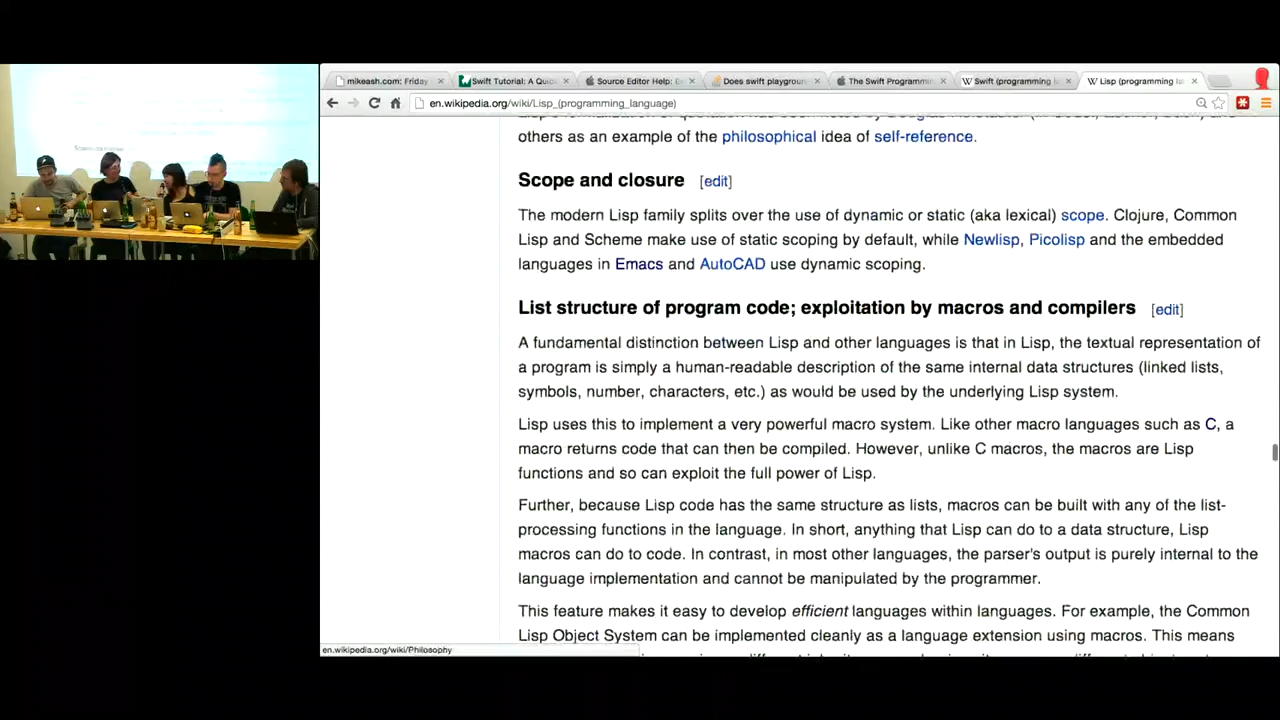 mikeash.com: Friday
Swift Tutorial: A Quic
Source Editor Help: E
Does swift playgroun
The Swift Programmin
Swift (programming l
Lisp (programming la
en.wikipedia.org/wiki/Lisp_(programming_language)
others as an example of the philosophical idea of self-reference.
Scope and closure [edit]
The modern Lisp family splits over the use of dynamic or static (aka lexical) scope. Clojure, Common
Lisp and Scheme make use of static scoping by default, while Newlisp, Picolisp and the embedded
languages in Emacs and AutoCAD use dynamic scoping.
List structure of program code; exploitation by macros and compilers [edit]
A fundamental distinction between Lisp and other languages is that in Lisp, the textual representation of
a program is simply a human-readable description of the same internal data structures (linked lists,
symbols, number, characters, etc.) as would be used by the underlying Lisp system.
Lisp uses this to implement a very powerful macro system. Like other macro languages such as C, a
macro returns code that can then be compiled. However, unlike C macros, the macros are Lisp
functions and so can exploit the full power of Lisp.
Further, because Lisp code has the same structure as lists, macros can be built with any of the list-
processing functions in the language. In short, anything that Lisp can do to a data structure, Lisp
macros can do to code. In contrast, in most other languages, the parser's output is purely internal to the
language implementation and cannot be manipulated by the programmer.
This feature makes it easy to develop efficient languages within languages. For example, the Common
Lisp Object System can be implemented cleanly as a language extension using macros. This means
en.wikipedia.org/wiki/Philosophy